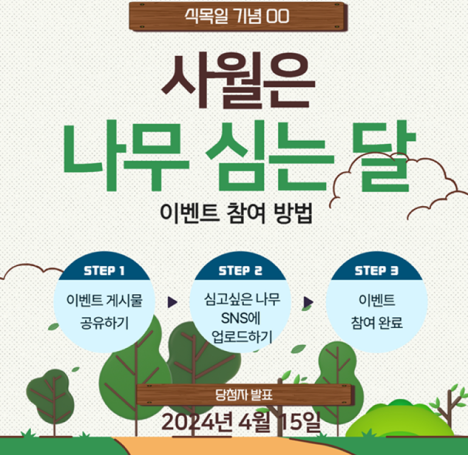 식목일 기념 OO
사월은
나무 심는 달
이벤트 참여 방법
STEP 1
이벤트 게시물
공유하기
STEP 2
심고싶은 나무
SNS에
업로드하기
STEP 3
이벤트
참여 완료
당첨자 발표
2024년 4월 15일